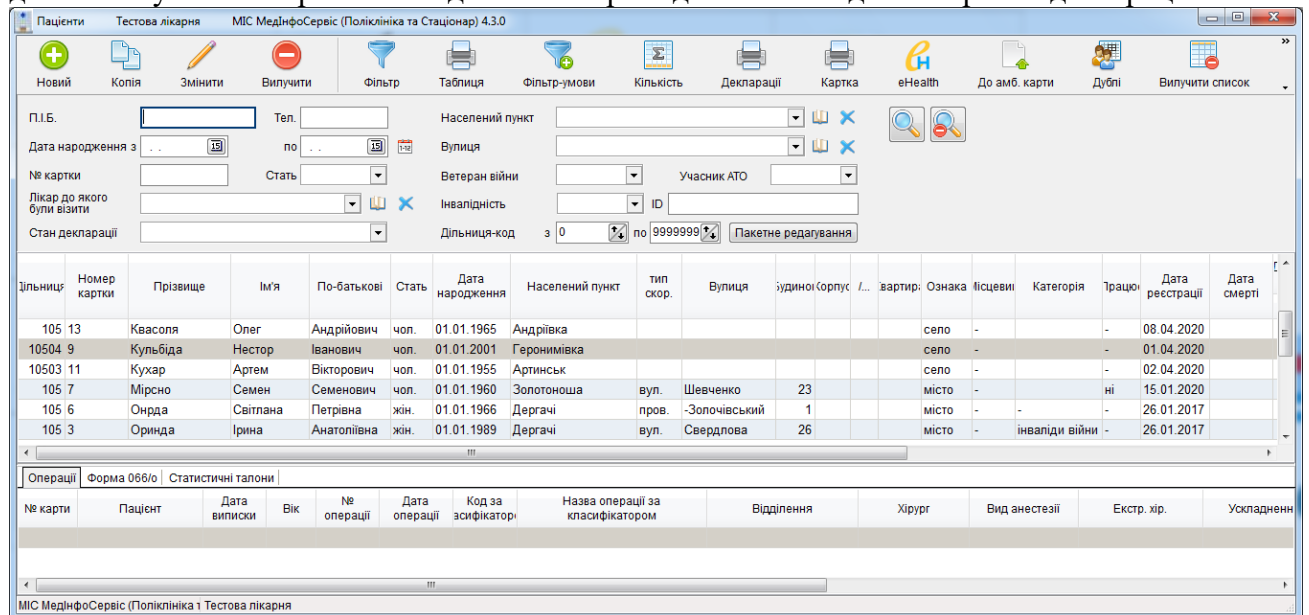 Пацієнти Тестова лікарня МІС МедІнфоСервіс (Поліклініка та Стаціонар) 4.3.0
Новий Копія Змінити Вилучити Фільтр Таблиця Фільтр-умови Кількість Декларації Картка eHealth До амб. карти Дублі Вилучити список
П.І.Б. Тел. Населений пункт
Дата народження з . . 15 по . . 15 1-12 Вулиця
№ картки Стать Ветеран війни Учасник АТО
Лікар до якого
були візити Інвалідність ID
Стан декларації Дільниця-код з 0 по 9999999 Пакетне редагування
Дільниця Номер картки Прізвище Ім'я По-батькові Стать Дата народження Населений пункт тип скор. Вулиця Корпус /... Ознака Категорія Дата реєстрації Дата смерті
105 13 Квасоля Олег Андрійович чол. 01.01.1965 Андріївка село - - 08.04.2020
10504 9 Кульбіда Нестор Іванович чол. 01.01.2001 Геронимівка село - - 01.04.2020
10503 11 Кухар Артем Вікторович чол. 01.01.1955 Артинськ село - - 02.04.2020
105 7 Мірсно Семен Семенович чол. 01.01.1960 Золотоноша вул. Шевченко 23 місто - ні 15.01.2020
105 6 Онрда Світлана Петрівна жін. 01.01.1966 Дергачі пров. -Золочівський 1 місто - - - 26.01.2017
105 3 Оринда Ірина Анатоліївна жін. 01.01.1989 Дергачі вул. Свердлова 26 місто - інваліди війни - 26.01.2017
Операції Форма 066/о Статистичні талони
№ карти Пацієнт Дата виписки Вік № операції Дата операції Код за Назва операції за класифікатором Відділення Хірург Вид анестезії Екстр. хір. Ускладненн
МІС МедІнфоСервіс (Поліклініка т Тестова лікарня